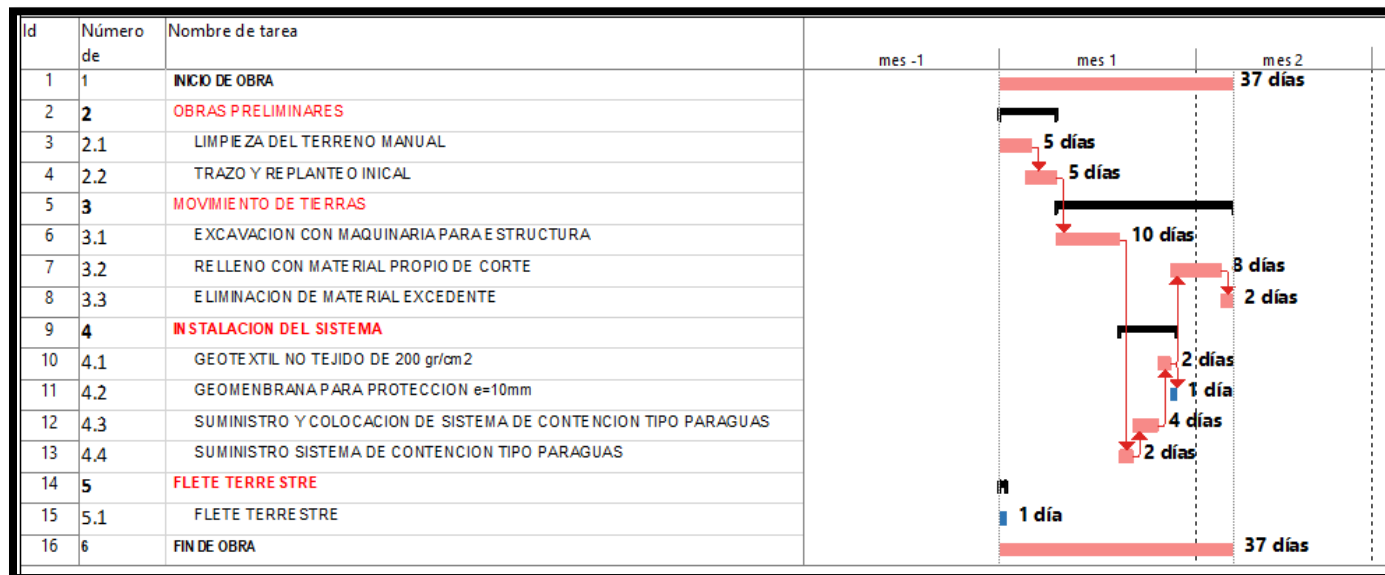 Id Número de Nombre de tarea
mes -1 mes 1 mes 2
1 1 INICIO DE OBRA 37 días
2 2 OBRAS PRELIMINARES
3 2.1 LIMPIEZA DEL TERRENO MANUAL 5 días
4 2.2 TRAZO Y REPLANTEO INICAL 5 días
5 3 MOVIMIENTO DE TIERRAS
6 3.1 EXCAVACION CON MAQUINARIA PARA ESTRUCTURA 10 días
7 3.2 RELLENO CON MATERIAL PROPIO DE CORTE 8 días
8 3.3 ELIMINACION DE MATERIAL EXCEDENTE 2 días
9 4 INSTALACION DEL SISTEMA
10 4.1 GEOTEXTIL NO TEJIDO DE 200 gr/cm2 2 días
11 4.2 GEOMENBRANA PARA PROTECCION e=10mm 1 día
12 4.3 SUMINISTRO Y COLOCACION DE SISTEMA DE CONTENCION TIPO PARAGUAS 4 días
13 4.4 SUMINISTRO SISTEMA DE CONTENCION TIPO PARAGUAS 2 días
14 5 FLETE TERRESTRE
15 5.1 FLETE TERRESTRE 1 día
16 6 FIN DE OBRA 37 días